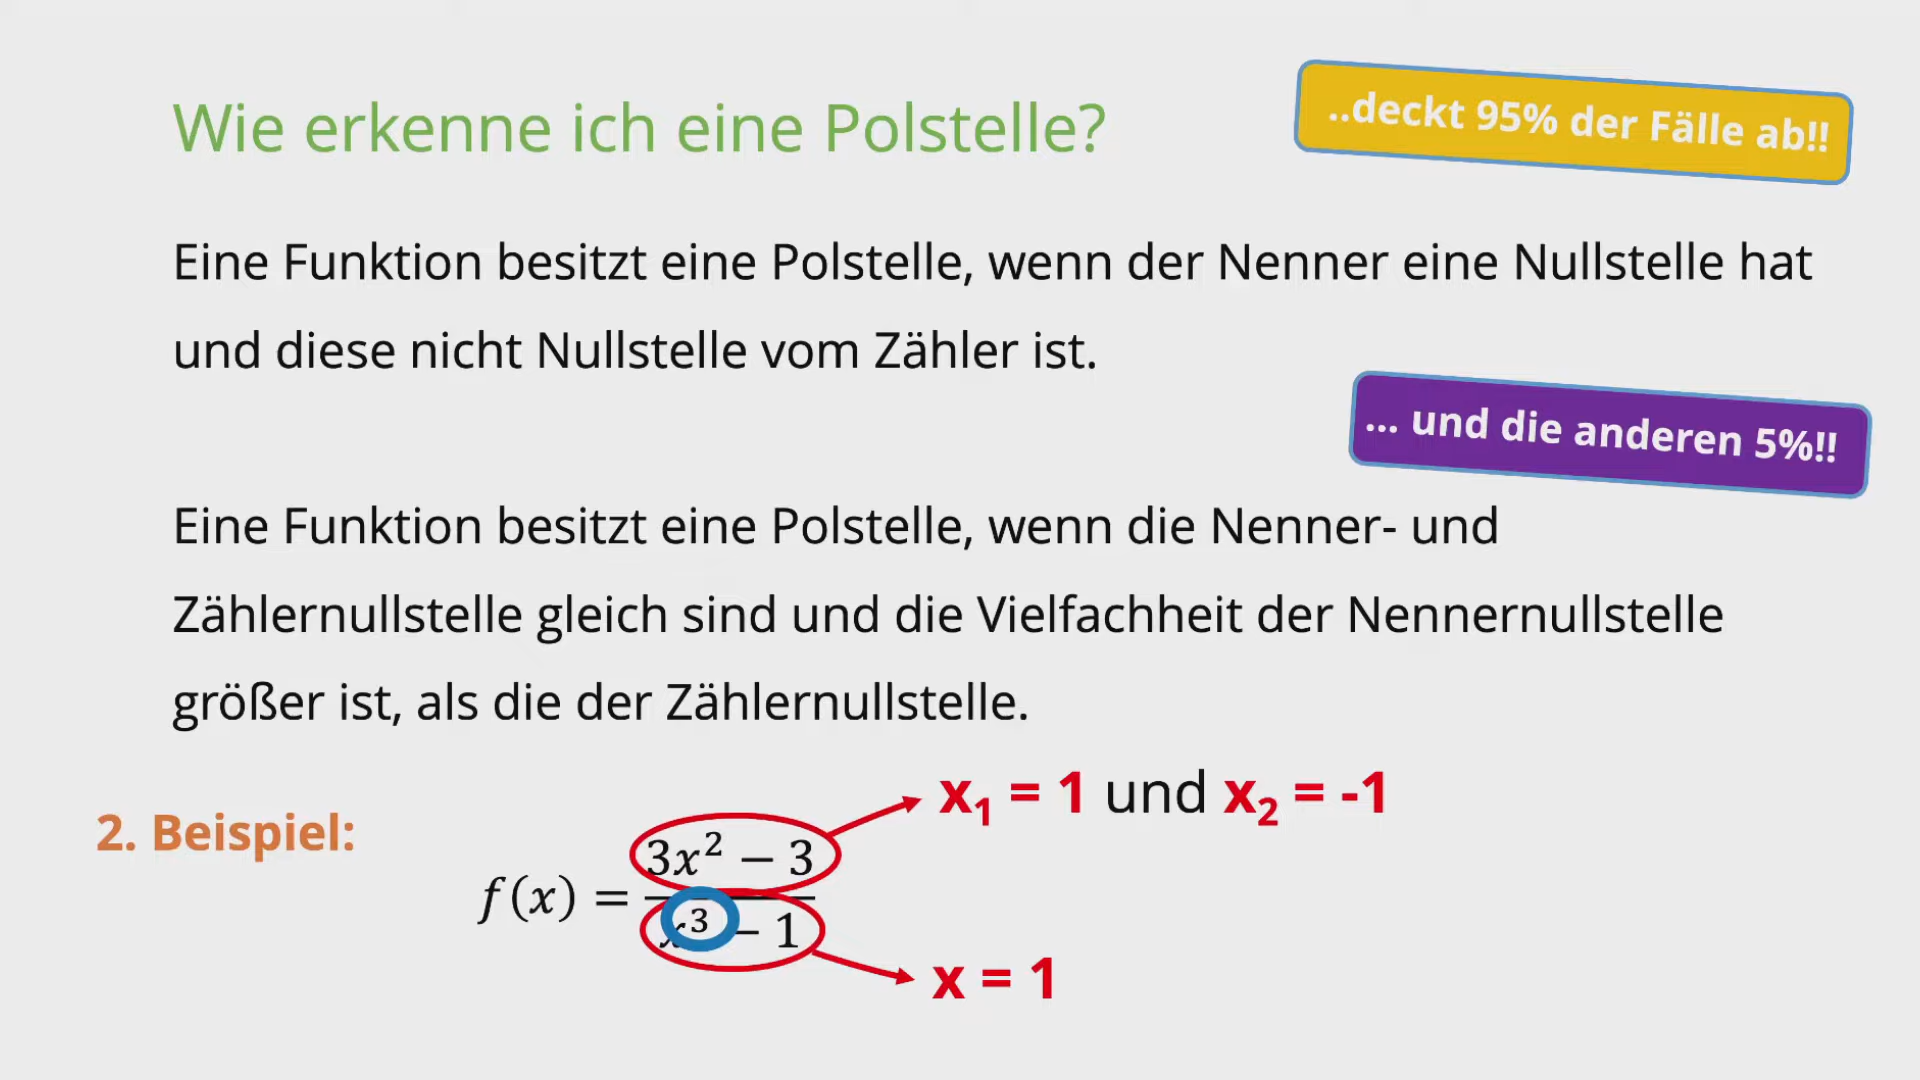 Wie erkenne ich eine Polstelle?
..deckt 95% der Fälle ab!!
Eine Funktion besitzt eine Polstelle, wenn der Nenner eine Nullstelle hat
und diese nicht Nullstelle vom Zähler ist.
... und die anderen 5%!!
Eine Funktion besitzt eine Polstelle, wenn die Nenner- und
Zählernullstelle gleich sind und die Vielfachheit der Nennernullstelle
größer ist, als die der Zählernullstelle.
x₁ = 1 und x₂ = -1
2. Beispiel:
3x² − 3
f(x) =
x³ − 1
x = 1